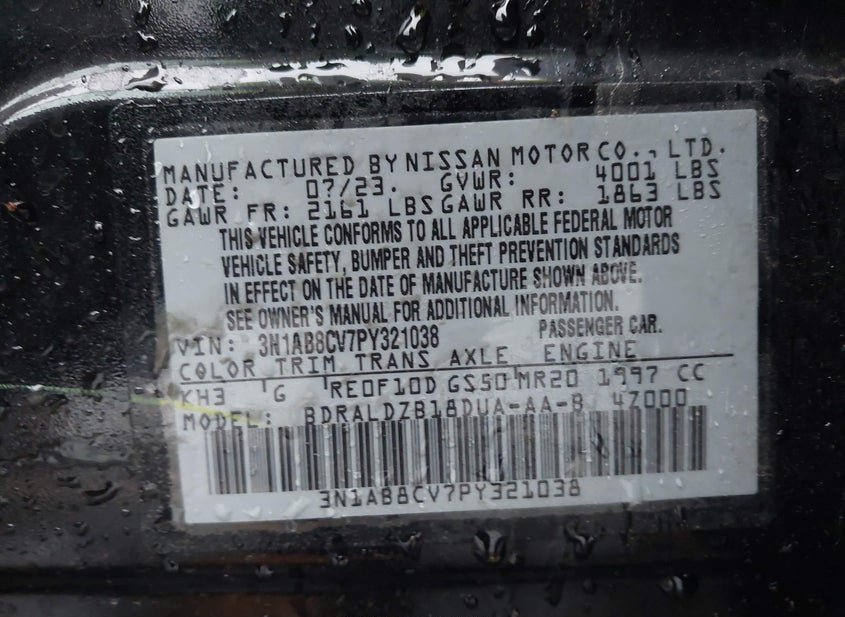 MANUFACTURED BY NISSAN MOTOR CO., LTD.
DATE: 07/23. GVWR: 4001 LBS
GAWR FR: 2161 LBS GAWR RR: 1863 LBS
THIS VEHICLE CONFORMS TO ALL APPLICABLE FEDERAL MOTOR
VEHICLE SAFETY, BUMPER AND THEFT PREVENTION STANDARDS
IN EFFECT ON THE DATE OF MANUFACTURE SHOWN ABOVE.
SEE OWNER'S MANUAL FOR ADDITIONAL INFORMATION.
VIN: 3N1AB8CV7PY321038 PASSENGER CAR.
COLOR TRIM TRANS AXLE ENGINE
KH3 G RE0F10D GS50 MR20 1997 CC
MODEL: BDRALDZB18DUA-AA-B 4Z000
3N1AB8CV7PY321038